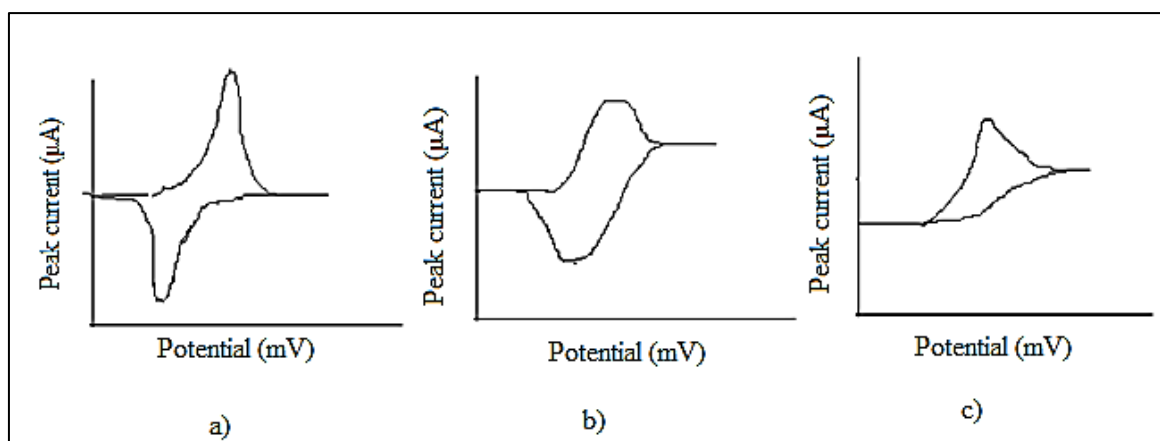 Peak current (μA)
Potential (mV)
a)
Peak current (μA)
Potential (mV)
b)
Peak current (μA)
Potential (mV)
c)